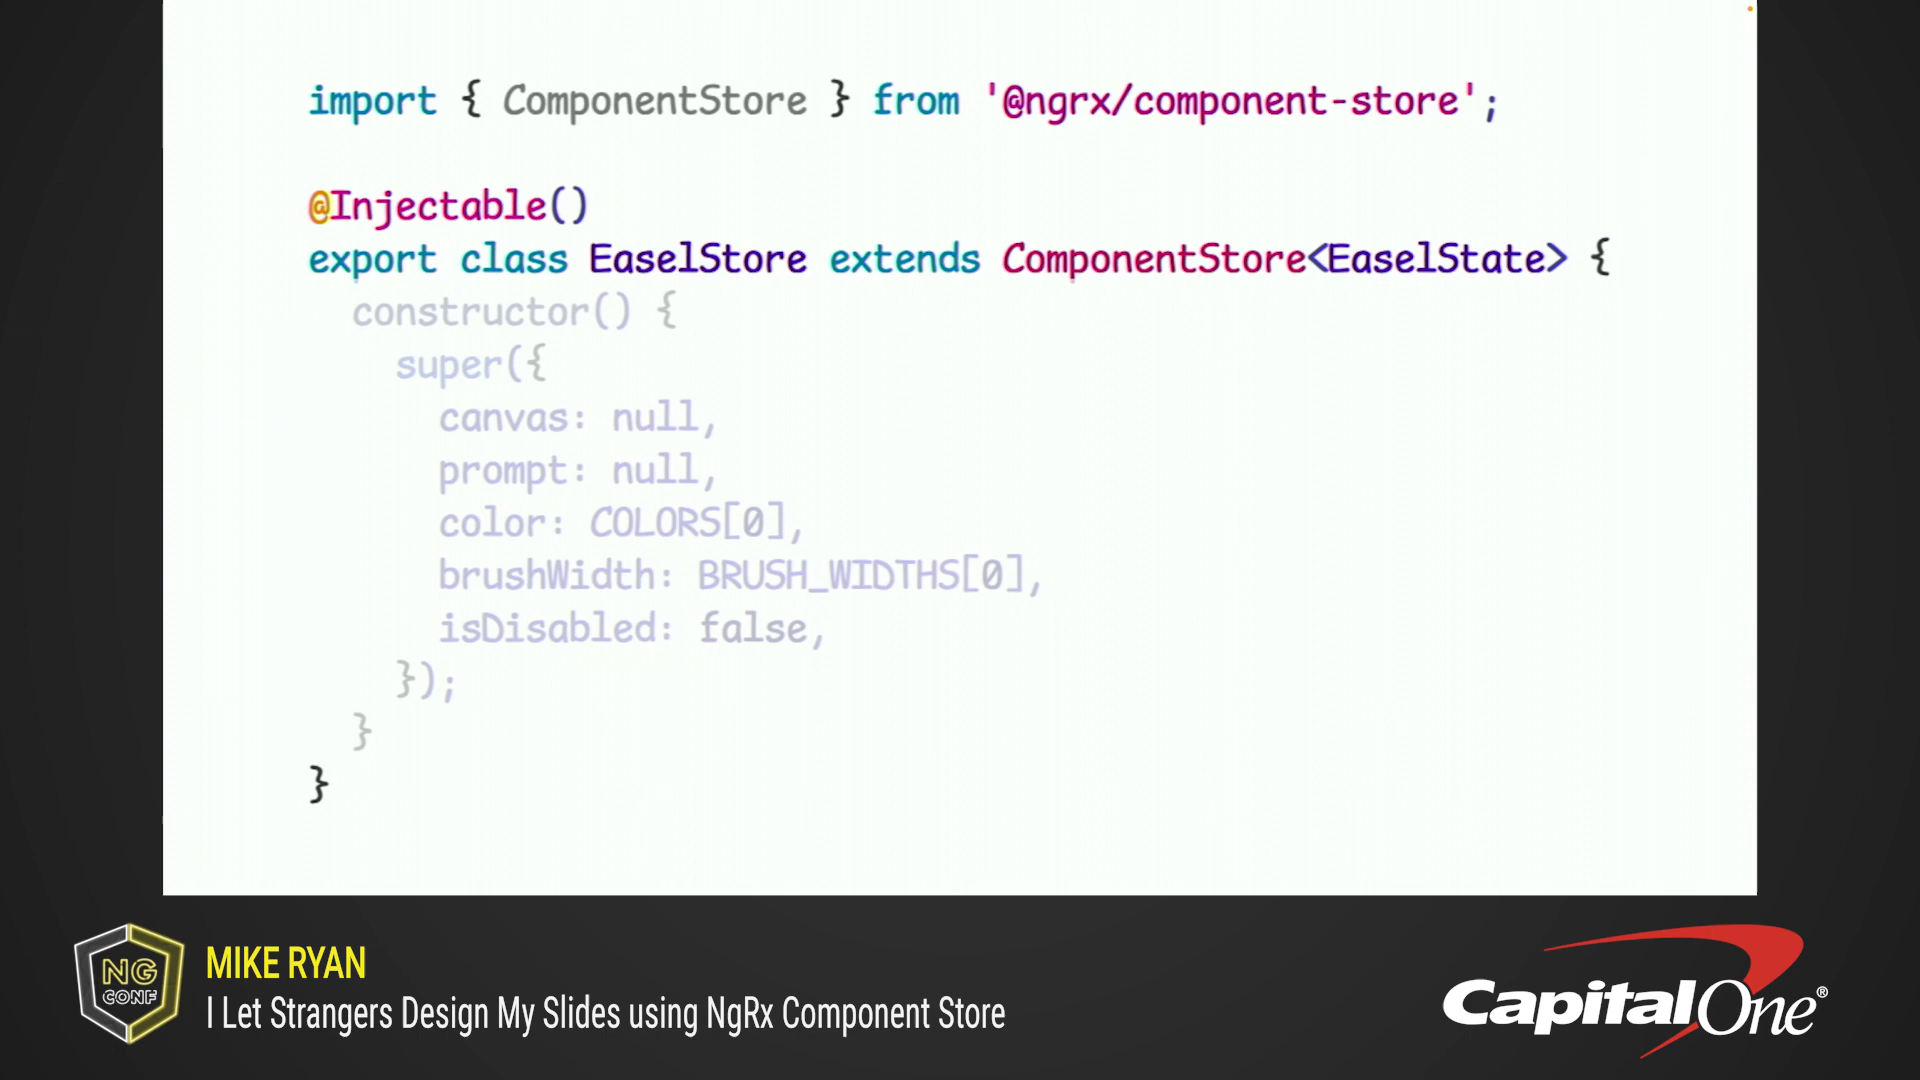 import { ComponentStore } from '@ngrx/component-store';
@Injectable()
export class EaselStore extends ComponentStore<EaselState> {
constructor() {
super({
canvas: null,
prompt: null,
color: COLORS[0],
brushWidth: BRUSH_WIDTHS[0],
isDisabled: false,
});
}
}
NG
CONF
MIKE RYAN
I Let Strangers Design My Slides using NgRx Component Store
CapitalOne®